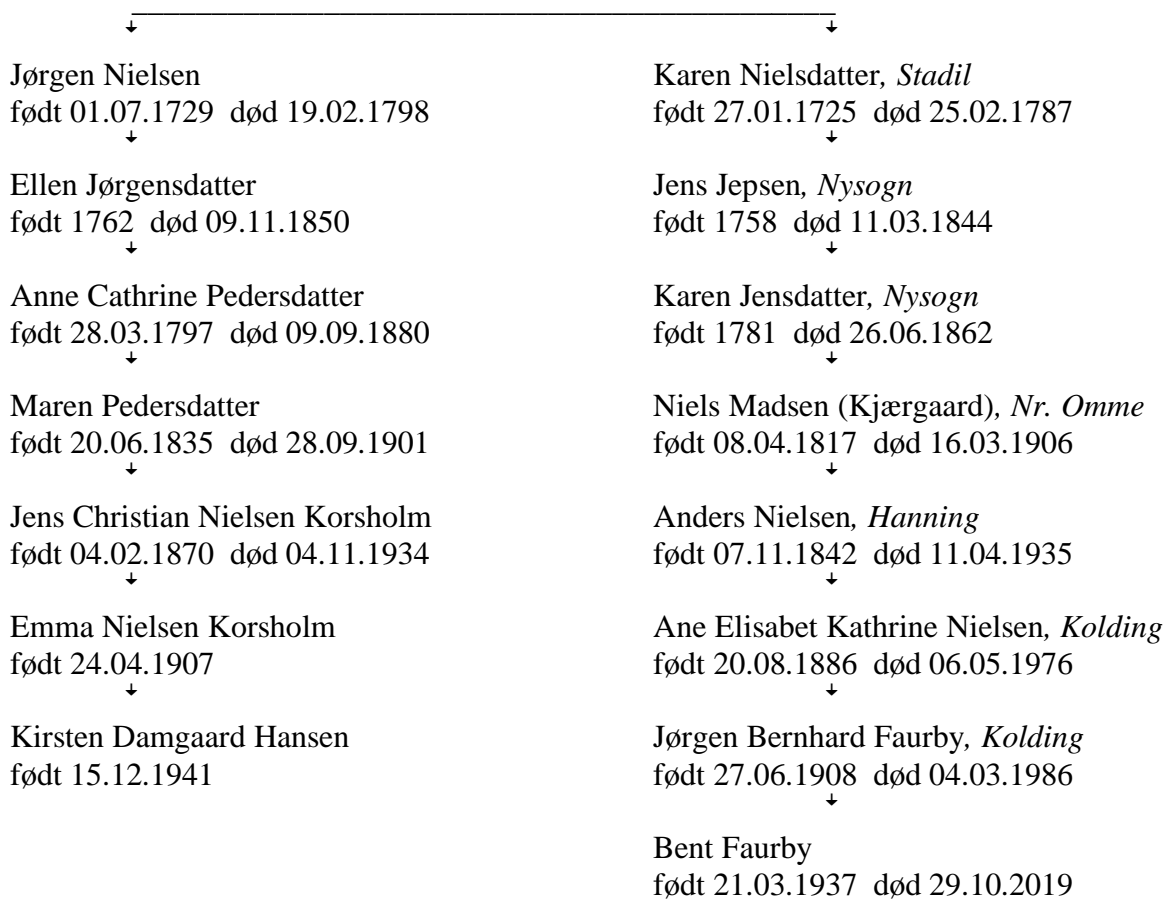 Jørgen Nielsen
født 01.07.1729  død 19.02.1798
Ellen Jørgensdatter
født 1762  død 09.11.1850
Anne Cathrine Pedersdatter
født 28.03.1797  død 09.09.1880
Maren Pedersdatter
født 20.06.1835  død 28.09.1901
Jens Christian Nielsen Korsholm
født 04.02.1870  død 04.11.1934
Emma Nielsen Korsholm
født 24.04.1907
Kirsten Damgaard Hansen
født 15.12.1941
Karen Nielsdatter, Stadil
født 27.01.1725  død 25.02.1787
Jens Jepsen, Nysogn
født 1758  død 11.03.1844
Karen Jensdatter, Nysogn
født 1781  død 26.06.1862
Niels Madsen (Kjærgaard), Nr. Omme
født 08.04.1817  død 16.03.1906
Anders Nielsen, Hanning
født 07.11.1842  død 11.04.1935
Ane Elisabet Kathrine Nielsen, Kolding
født 20.08.1886  død 06.05.1976
Jørgen Bernhard Faurby, Kolding
født 27.06.1908  død 04.03.1986
Bent Faurby
født 21.03.1937  død 29.10.2019